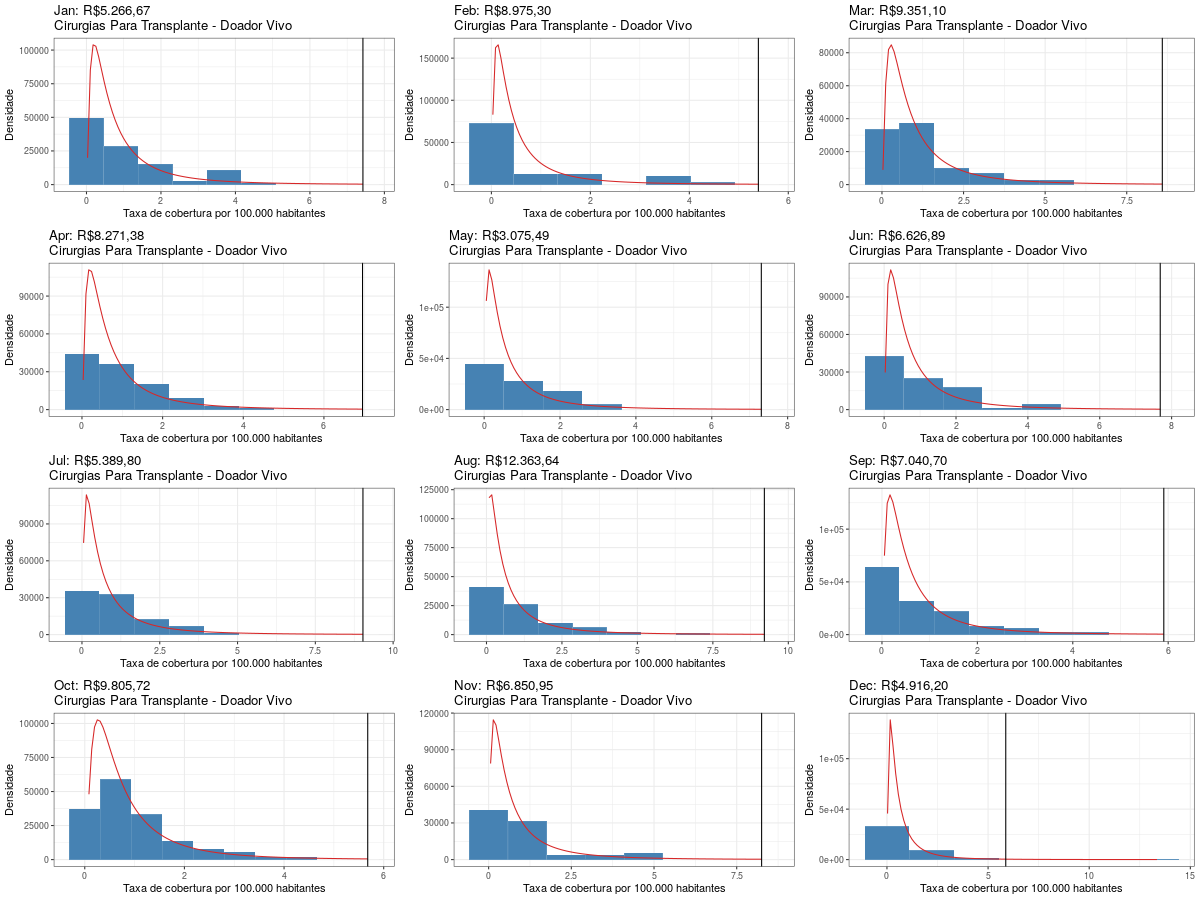 Jan: R$5.266,67
Cirurgias Para Transplante - Doador Vivo
Densidade
100000
75000
50000
25000
0
0 2 4 6 8
Taxa de cobertura por 100.000 habitantes
Feb: R$8.975,30
Cirurgias Para Transplante - Doador Vivo
Densidade
150000
100000
50000
0
0 2 4 6
Taxa de cobertura por 100.000 habitantes
Mar: R$9.351,10
Cirurgias Para Transplante - Doador Vivo
Densidade
80000
60000
40000
20000
0
0 2.5 5 7.5
Taxa de cobertura por 100.000 habitantes
Apr: R$8.271,38
Cirurgias Para Transplante - Doador Vivo
Densidade
90000
60000
30000
0
0 2 4 6
Taxa de cobertura por 100.000 habitantes
May: R$3.075,49
Cirurgias Para Transplante - Doador Vivo
Densidade
1e+05
5e+04
0e+00
0 2 4 6 8
Taxa de cobertura por 100.000 habitantes
Jun: R$6.626,89
Cirurgias Para Transplante - Doador Vivo
Densidade
90000
60000
30000
0
0 2 4 6 8
Taxa de cobertura por 100.000 habitantes
Jul: R$5.389,80
Cirurgias Para Transplante - Doador Vivo
Densidade
90000
60000
30000
0
0 2.5 5 7.5 10
Taxa de cobertura por 100.000 habitantes
Aug: R$12.363,64
Cirurgias Para Transplante - Doador Vivo
Densidade
125000
100000
75000
50000
25000
0
0 2.5 5 7.5 10
Taxa de cobertura por 100.000 habitantes
Sep: R$7.040,70
Cirurgias Para Transplante - Doador Vivo
Densidade
1e+05
5e+04
0e+00
0 2 4 6
Taxa de cobertura por 100.000 habitantes
Oct: R$9.805,72
Cirurgias Para Transplante - Doador Vivo
Densidade
100000
75000
50000
25000
0
0 2 4 6
Taxa de cobertura por 100.000 habitantes
Nov: R$6.850,95
Cirurgias Para Transplante - Doador Vivo
Densidade
120000
90000
60000
30000
0
0 2.5 5 7.5
Taxa de cobertura por 100.000 habitantes
Dec: R$4.916,20
Cirurgias Para Transplante - Doador Vivo
Densidade
1e+05
5e+04
0e+00
0 5 10 15
Taxa de cobertura por 100.000 habitantes